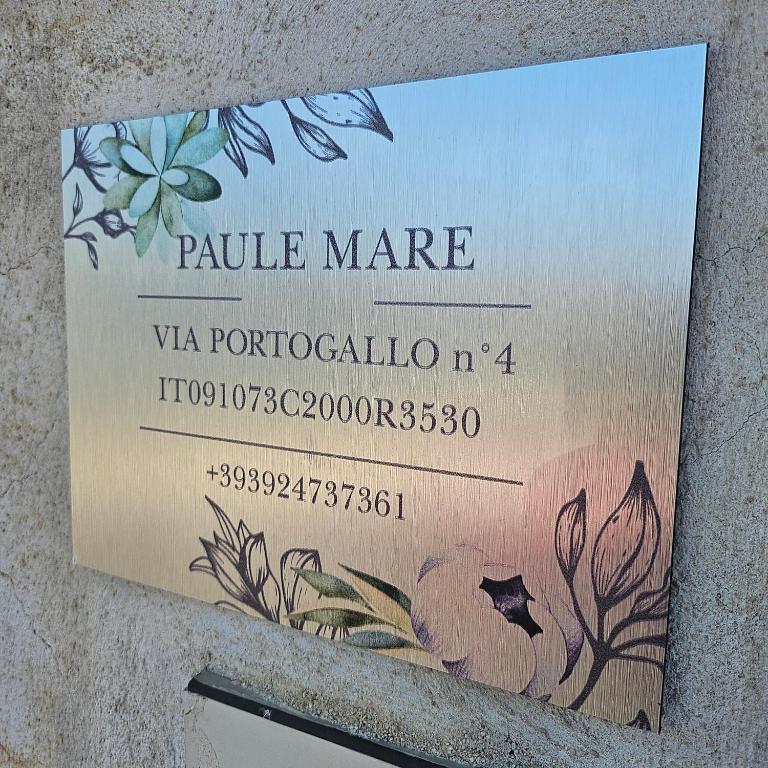 PAULE MARE
VIA PORTOGALLO n°4
IT091073C2000R3530
+393924737361